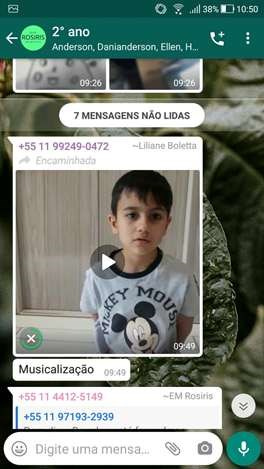 38% 10:50
ROSIRIS
2° ano
Anderson, Danianderson, Ellen, H...
09:26 09:26
7 MENSAGENS NÃO LIDAS
+55 11 99249-0472 ~Liliane Boletta
Encaminhada
MICKEY MOUSE
09:49
Musicalização 09:49
+55 11 4412-5149 ~EM Rosiris
+55 11 97193-2939
Digite uma mensa...